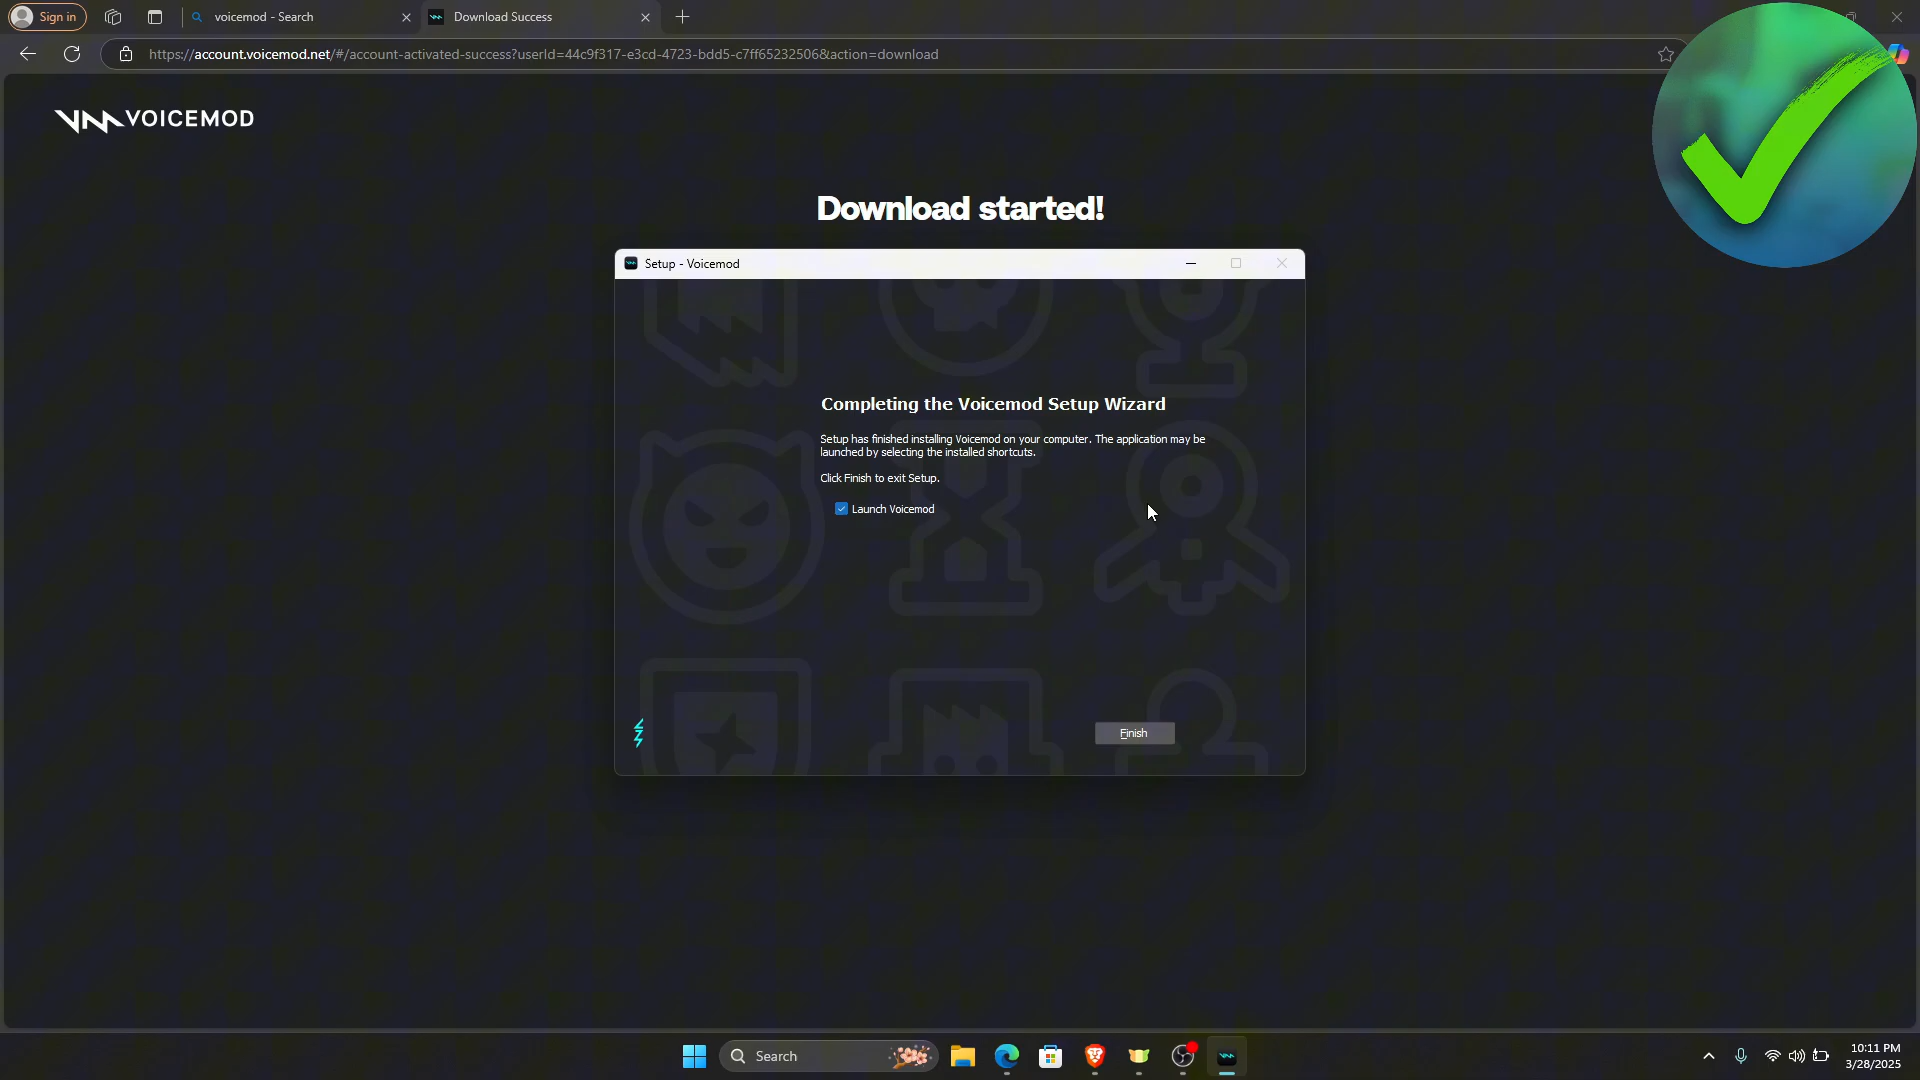 Sign in
voicemod - Search
Download Success
https://account.voicemod.net/#/account-activated-success?userId=44c9f317-e3cd-4723-bdd5-c7ff65232506&action=download
VOICEMOD
Download started!
Setup - Voicemod
Completing the Voicemod Setup Wizard
Setup has finished installing Voicemod on your computer. The application may be
launched by selecting the installed shortcuts.
Click Finish to exit Setup.
Launch Voicemod
Finish
Search
10:11 PM
3/28/2025